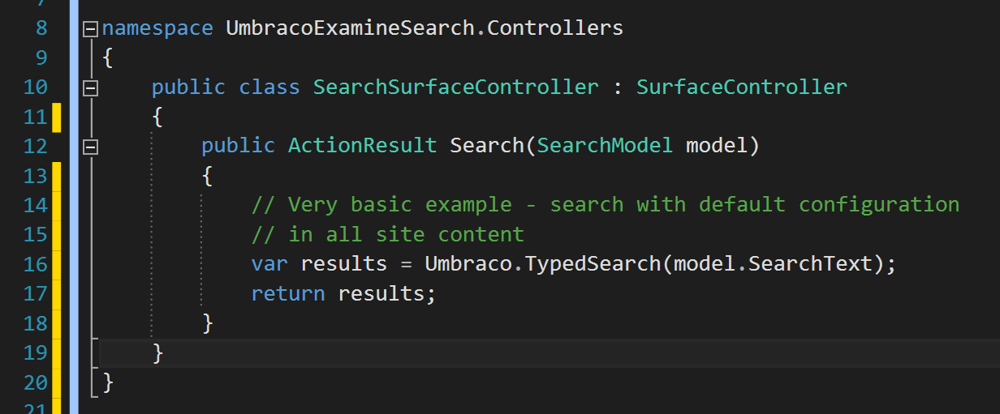 8 namespace UmbracoExamineSearch.Controllers
9 {
10 public class SearchSurfaceController : SurfaceController
11 {
12 public ActionResult Search(SearchModel model)
13 {
14 // Very basic example - search with default configuration
15 // in all site content
16 var results = Umbraco.TypedSearch(model.SearchText);
17 return results;
18 }
19 }
20 }
21